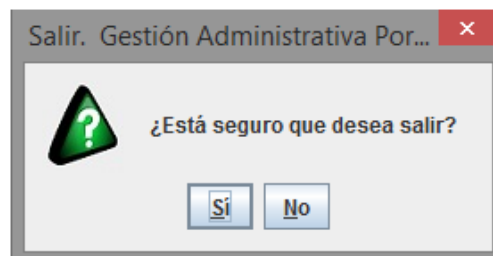 Salir. Gestión Administrativa Por...
¿Está seguro que desea salir?
Sí No